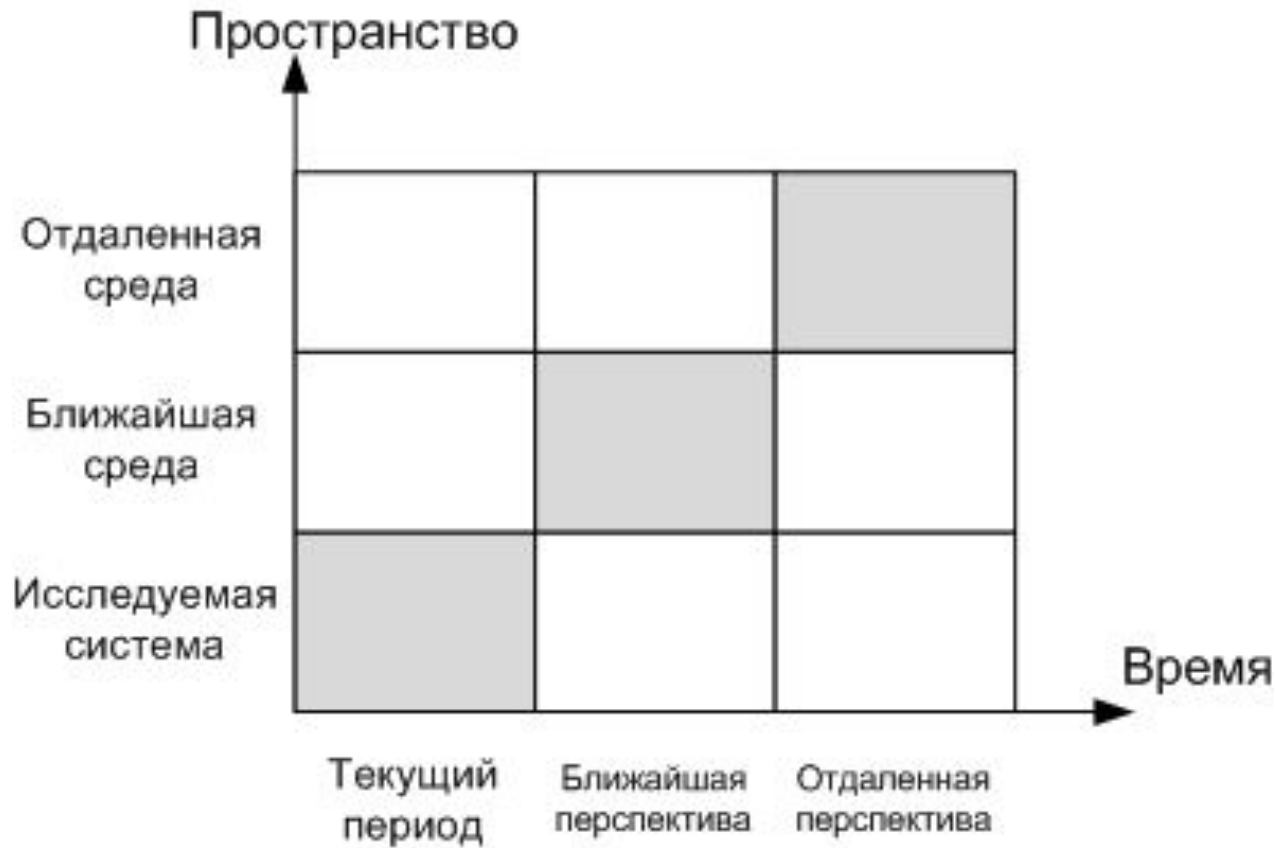 Пространство
Отдаленная
среда
Ближайшая
среда
Исследуемая
система
Время
Текущий
период
Ближайшая
перспектива
Отдаленная
перспектива